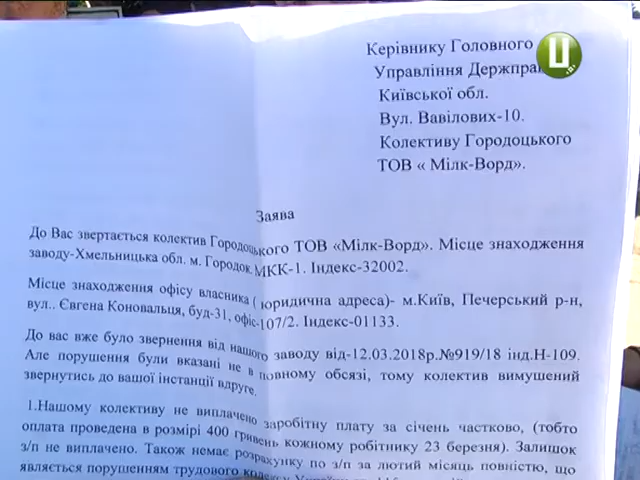 Керівнику Головного
Управління Держпра
Київської обл.
Вул. Вавілових-10.
Колективу Городоцького
ТОВ « Мілк-Ворд».
Заява
До Вас звертається колектив Городоцького ТОВ «Мілк-Ворд». Місце знаходження
заводу-Хмельницька обл. м. Городок. МКК-1. Індекс-32002.
Місце знаходження офісу власника ( юридична адреса)- м.Київ, Печерський р-н,
вул.. Євгена Коновальця, буд-31, офіс-107/2. Індекс-01133.
До вас вже було звернення від нашого заводу від-12.03.2018р.№919/18 інд.Н-109.
Але порушення були вказані не в повному обсязі, тому колектив вимушений
звернутись до вашої інстанції вдруге.
1.Нашому колективу не виплачено заробітну плату за січень частково, (тобто
оплата проведена в розмірі 400 гривень кожному робітнику 23 березня). Залишок
з/п не виплачено. Також немає розрахунку по з/п за лютий місяць повністю, що
являється порушенням трудового кодексу